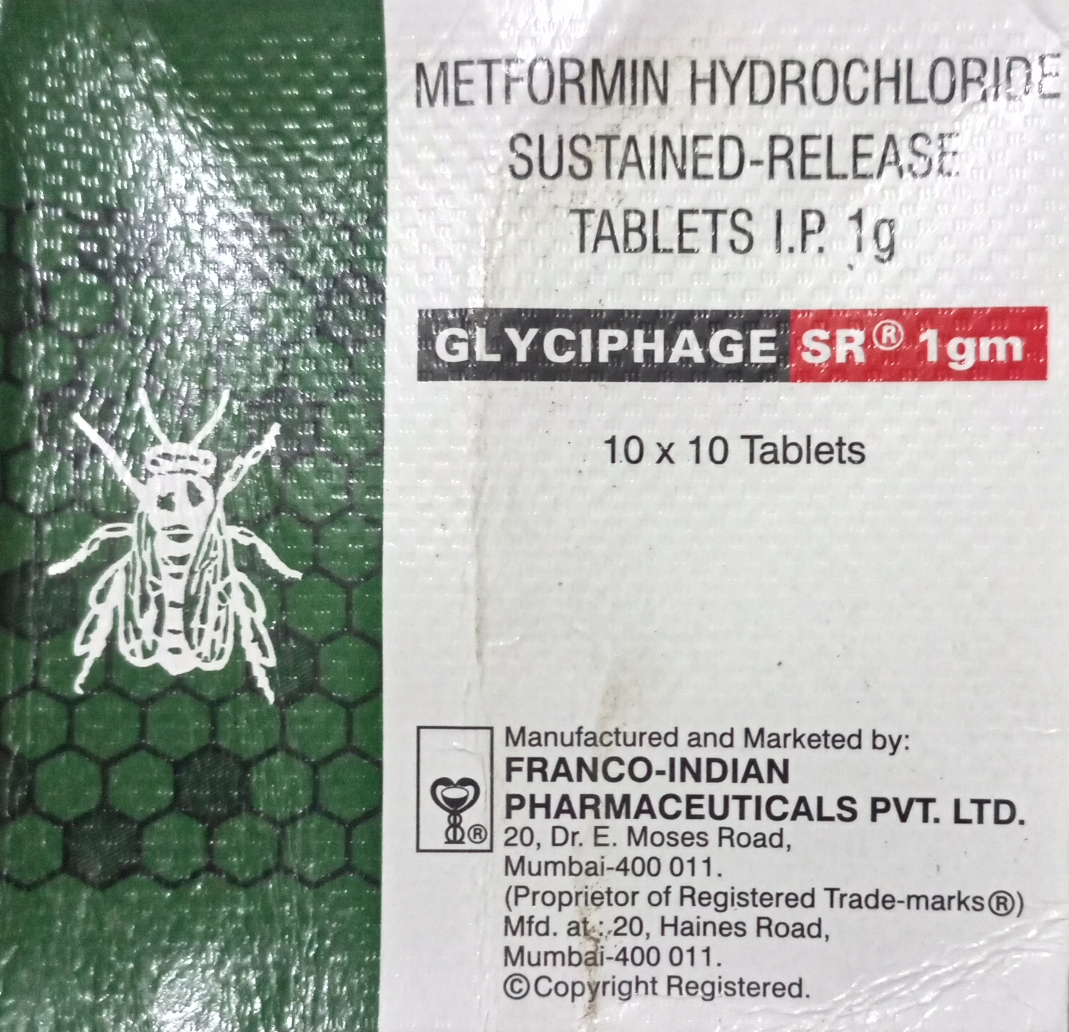 METFORMIN HYDROCHLORIDE
SUSTAINED-RELEASE
TABLETS I.P. 1g
GLYCIPHAGE SR® 1gm
10 x 10 Tablets
®
Manufactured and Marketed by:
FRANCO-INDIAN
PHARMACEUTICALS PVT. LTD.
20, Dr. E. Moses Road,
Mumbai-400 011.
(Proprietor of Registered Trade-marks®)
Mfd. at : 20, Haines Road,
Mumbai-400 011.
©Copyright Registered.